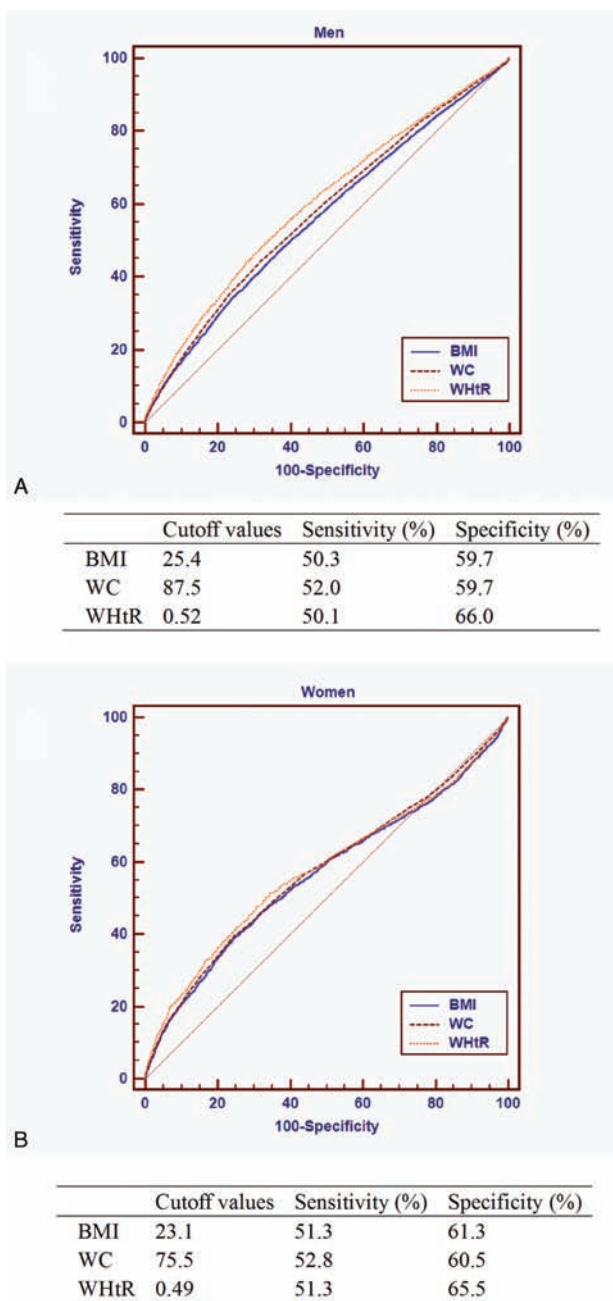 Men
100
80
60
40
20
0
Sensitivity
BMI
WC
WHtR
0 20 40 60 80 100
100-Specificity
A
Cutoff values Sensitivity (%) Specificity (%)
BMI 25.4 50.3 59.7
WC 87.5 52.0 59.7
WHtR 0.52 50.1 66.0
Women
100
80
60
40
20
0
Sensitivity
BMI
WC
WHtR
0 20 40 60 80 100
100-Specificity
B
Cutoff values Sensitivity (%) Specificity (%)
BMI 23.1 51.3 61.3
WC 75.5 52.8 60.5
WHtR 0.49 51.3 65.5